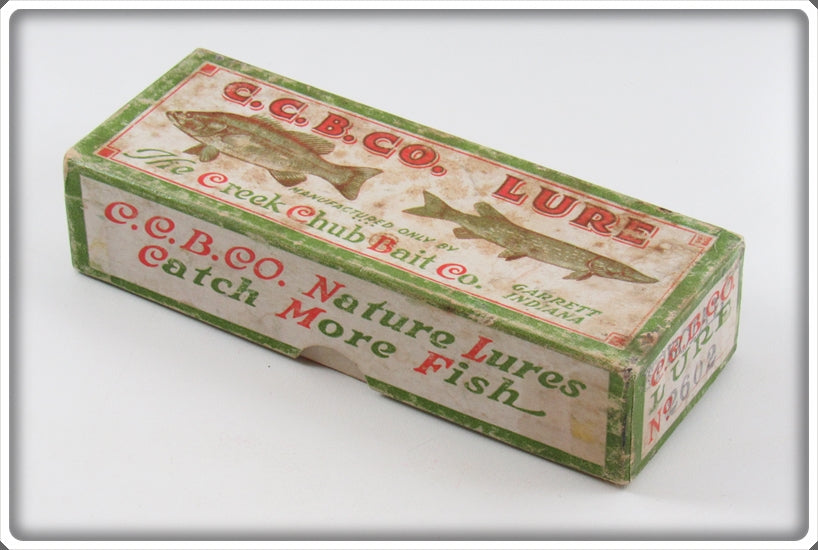 C.C.B.CO. LURE
MANUFACTURED ONLY BY
The Creek Chub Bait Co.
GARRETT
INDIANA
C.C.B.CO. Nature Lures
Catch More Fish
C.C.B.CO.
LURE
No 2602